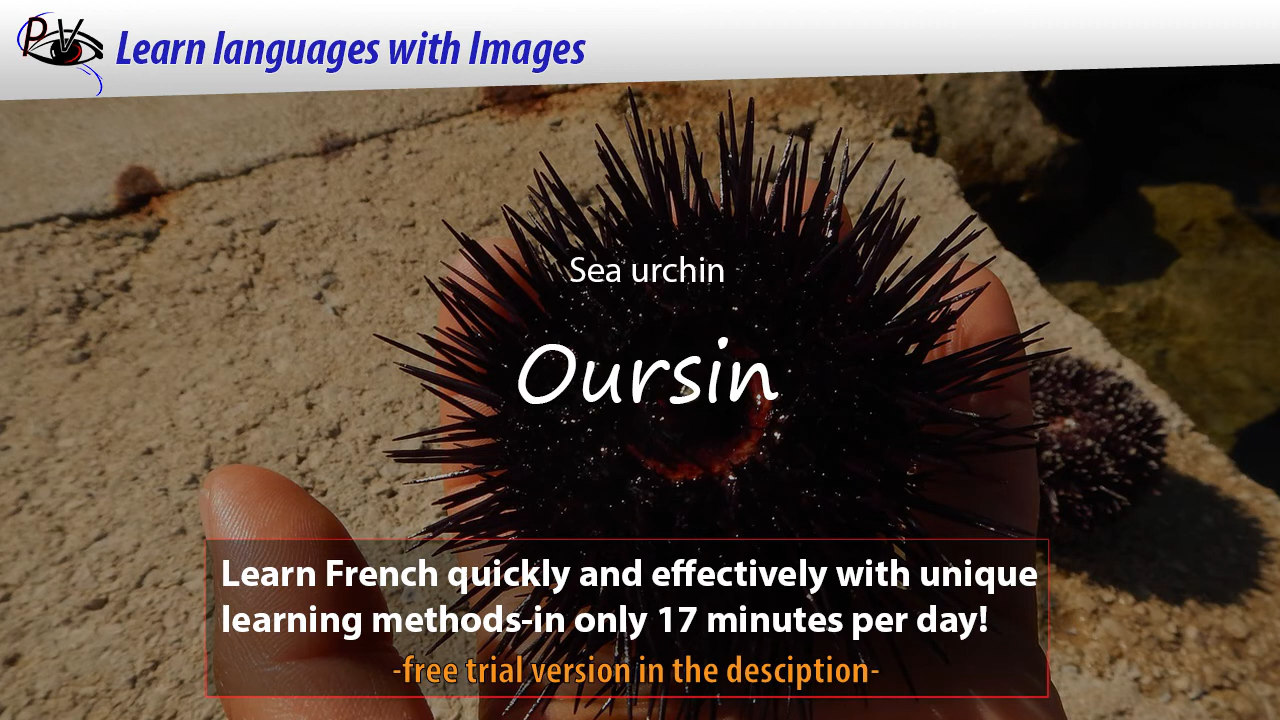 PV
Learn languages with Images
Sea urchin
Oursin
Learn French quickly and effectively with unique
learning methods-in only 17 minutes per day!
-free trial version in the desciption-